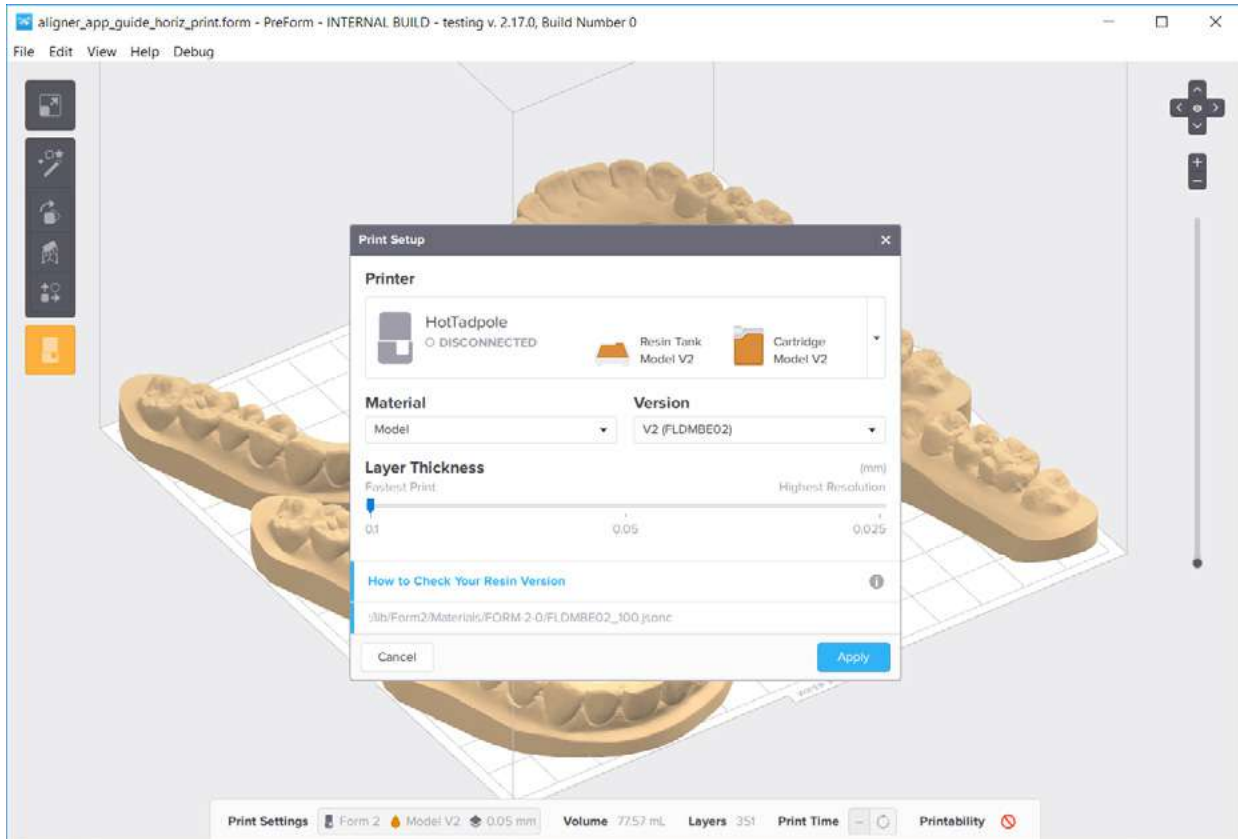 aligner_app_guide_horiz_print.form - PreForm - INTERNAL BUILD - testing v. 2.17.0, Build Number 0
File Edit View Help Debug
Print Setup
Printer
HotTadpole
DISCONNECTED
Resin Tank
Model V2
Cartridge
Model V2
Material
Version
Model
V2 (FLDMBE02)
Layer Thickness
(mm)
Fastest Print
Highest Resolution
0.1
0.05
0.025
How to Check Your Resin Version
:/lib/Form2/Materials/FORM-2-0/FLDMBE02_100.jsonc
Cancel
Apply
Print Settings Form 2 Model V2 0.05 mm Volume 77.57 mL Layers 351 Print Time Printability